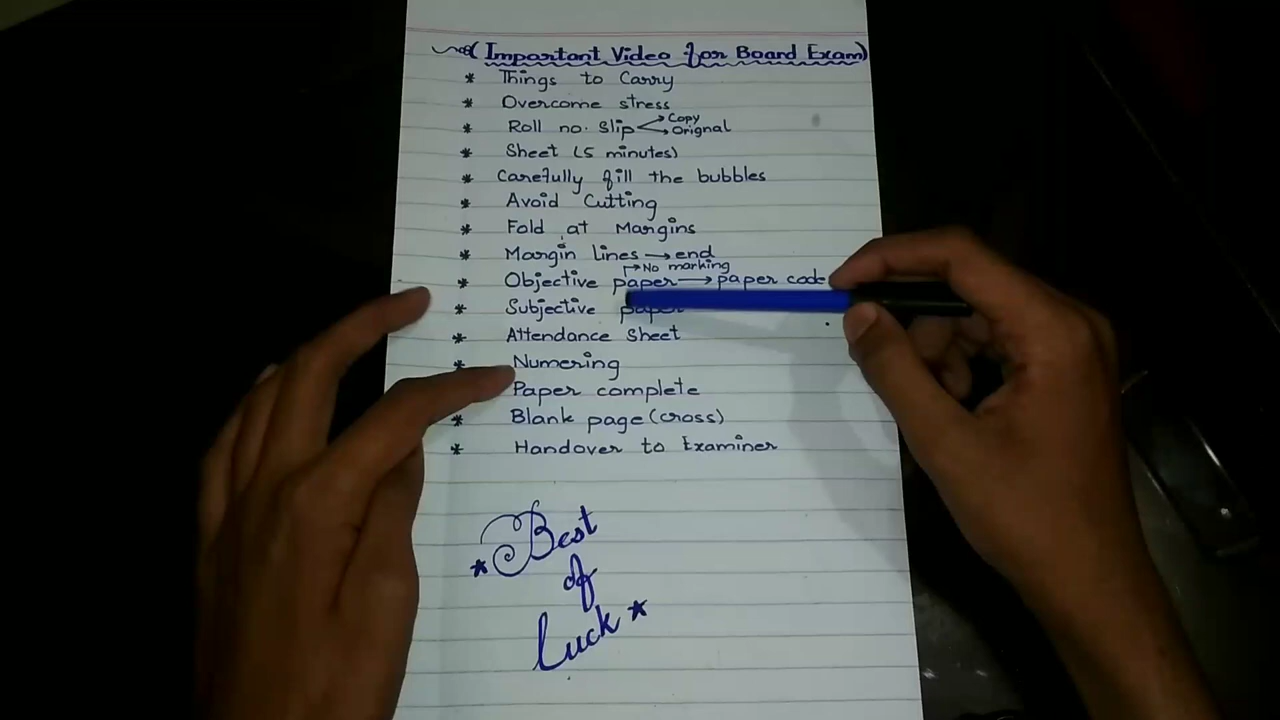 (Important Video for Board Exam)
* Things to Carry
* Overcome stress
* Roll no. Slip → Copy → Orignal
* Sheet (5 minutes)
* Carefully fill the bubbles
* Avoid Cutting
* Fold at Margins
* Margin lines → end
→ No marking
* Objective paper → paper code
* Subjective paper
* Attendance Sheet
* Numering
Paper complete
* Blank page (cross)
* Handover to Examiner
* Best
of
Luck *